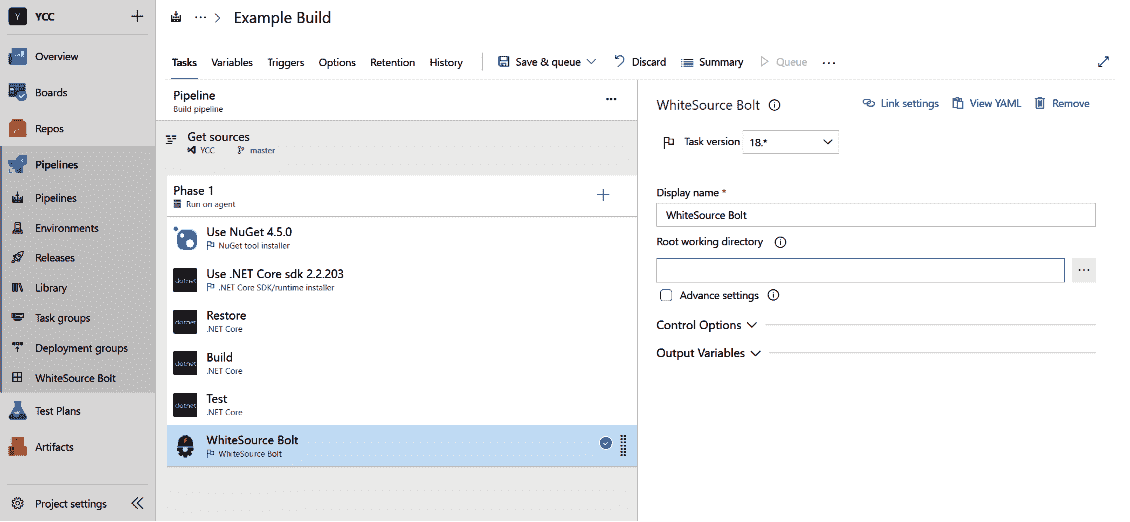 Y YCC
Overview
Boards
Repos
Pipelines
Pipelines
Environments
Releases
Library
Task groups
Deployment groups
WhiteSource Bolt
Test Plans
Artifacts
Project settings
Example Build
Tasks Variables Triggers Options Retention History Save & queue Discard Summary Queue
Pipeline
Build pipeline
Get sources
YCC master
Phase 1
Run on agent
Use NuGet 4.5.0
NuGet tool installer
dotnet
Use .NET Core sdk 2.2.203
.NET Core SDK/runtime installer
dotnet
Restore
.NET Core
dotnet
Build
.NET Core
dotnet
Test
.NET Core
WhiteSource Bolt
WhiteSource Bolt
WhiteSource Bolt Link settings View YAML Remove
Task version 18.*
Display name *
WhiteSource Bolt
Root working directory
Advance settings
Control Options
Output Variables